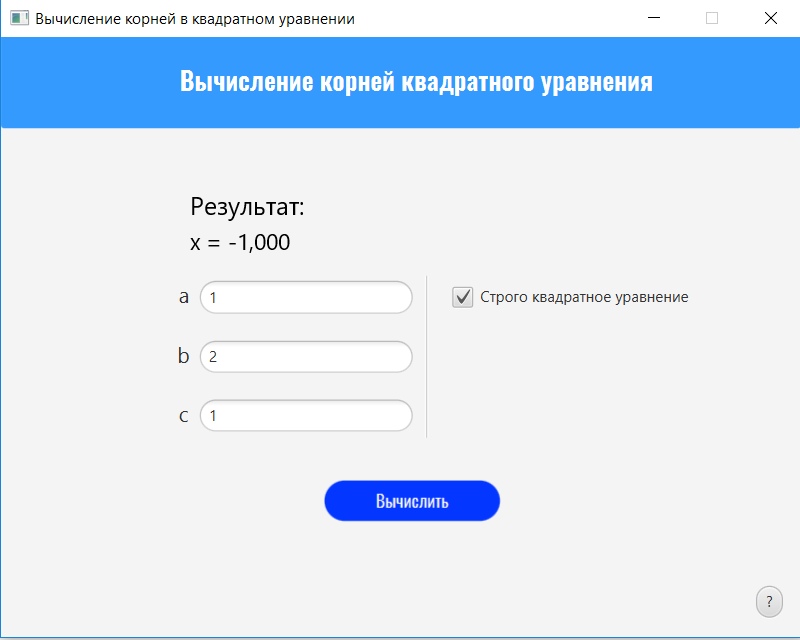 Вычисление корней в квадратном уравнении
Вычисление корней квадратного уравнения
Результат:
x = -1,000
a 1
Строго квадратное уравнение
b 2
c 1
Вычислить
?